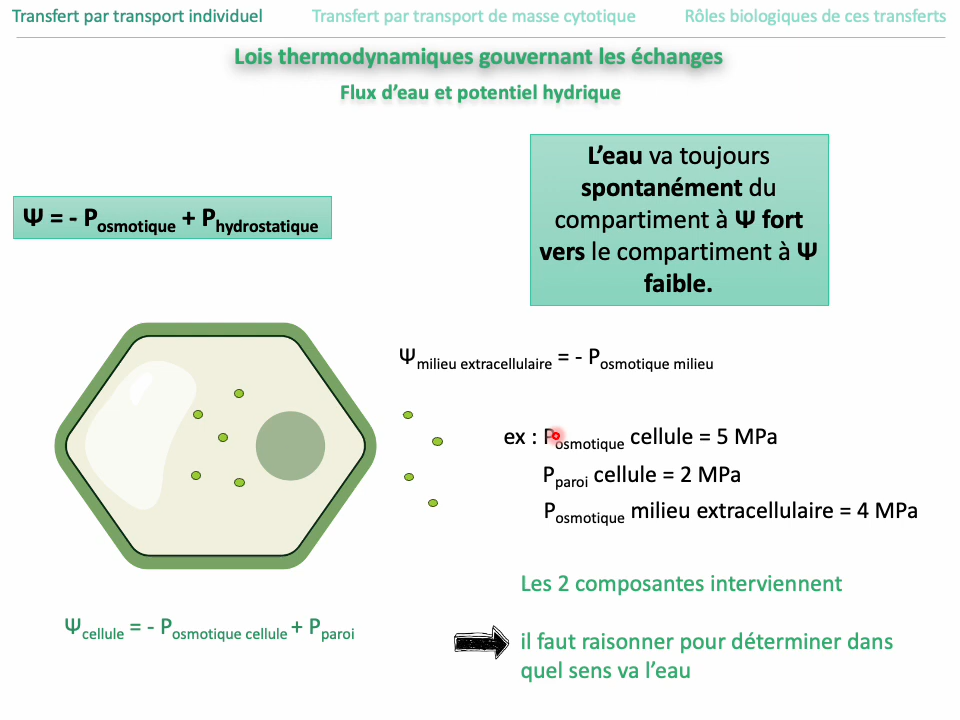 Transfert par transport individuel Transfert par transport de masse cytotique Rôles biologiques de ces transferts
Lois thermodynamiques gouvernant les échanges
Flux d’eau et potentiel hydrique
L’eau va toujours
spontanément du
compartiment à Ψ fort
vers le compartiment à Ψ
faible.
Ψ = - Posmotique + Phydrostatique
Ψmilieu extracellulaire = - Posmotique milieu
ex : Posmotique cellule = 5 MPa
Pparoi cellule = 2 MPa
Posmotique milieu extracellulaire = 4 MPa
Les 2 composantes interviennent
Ψcellule = - Posmotique cellule + Pparoi
il faut raisonner pour déterminer dans
quel sens va l’eau